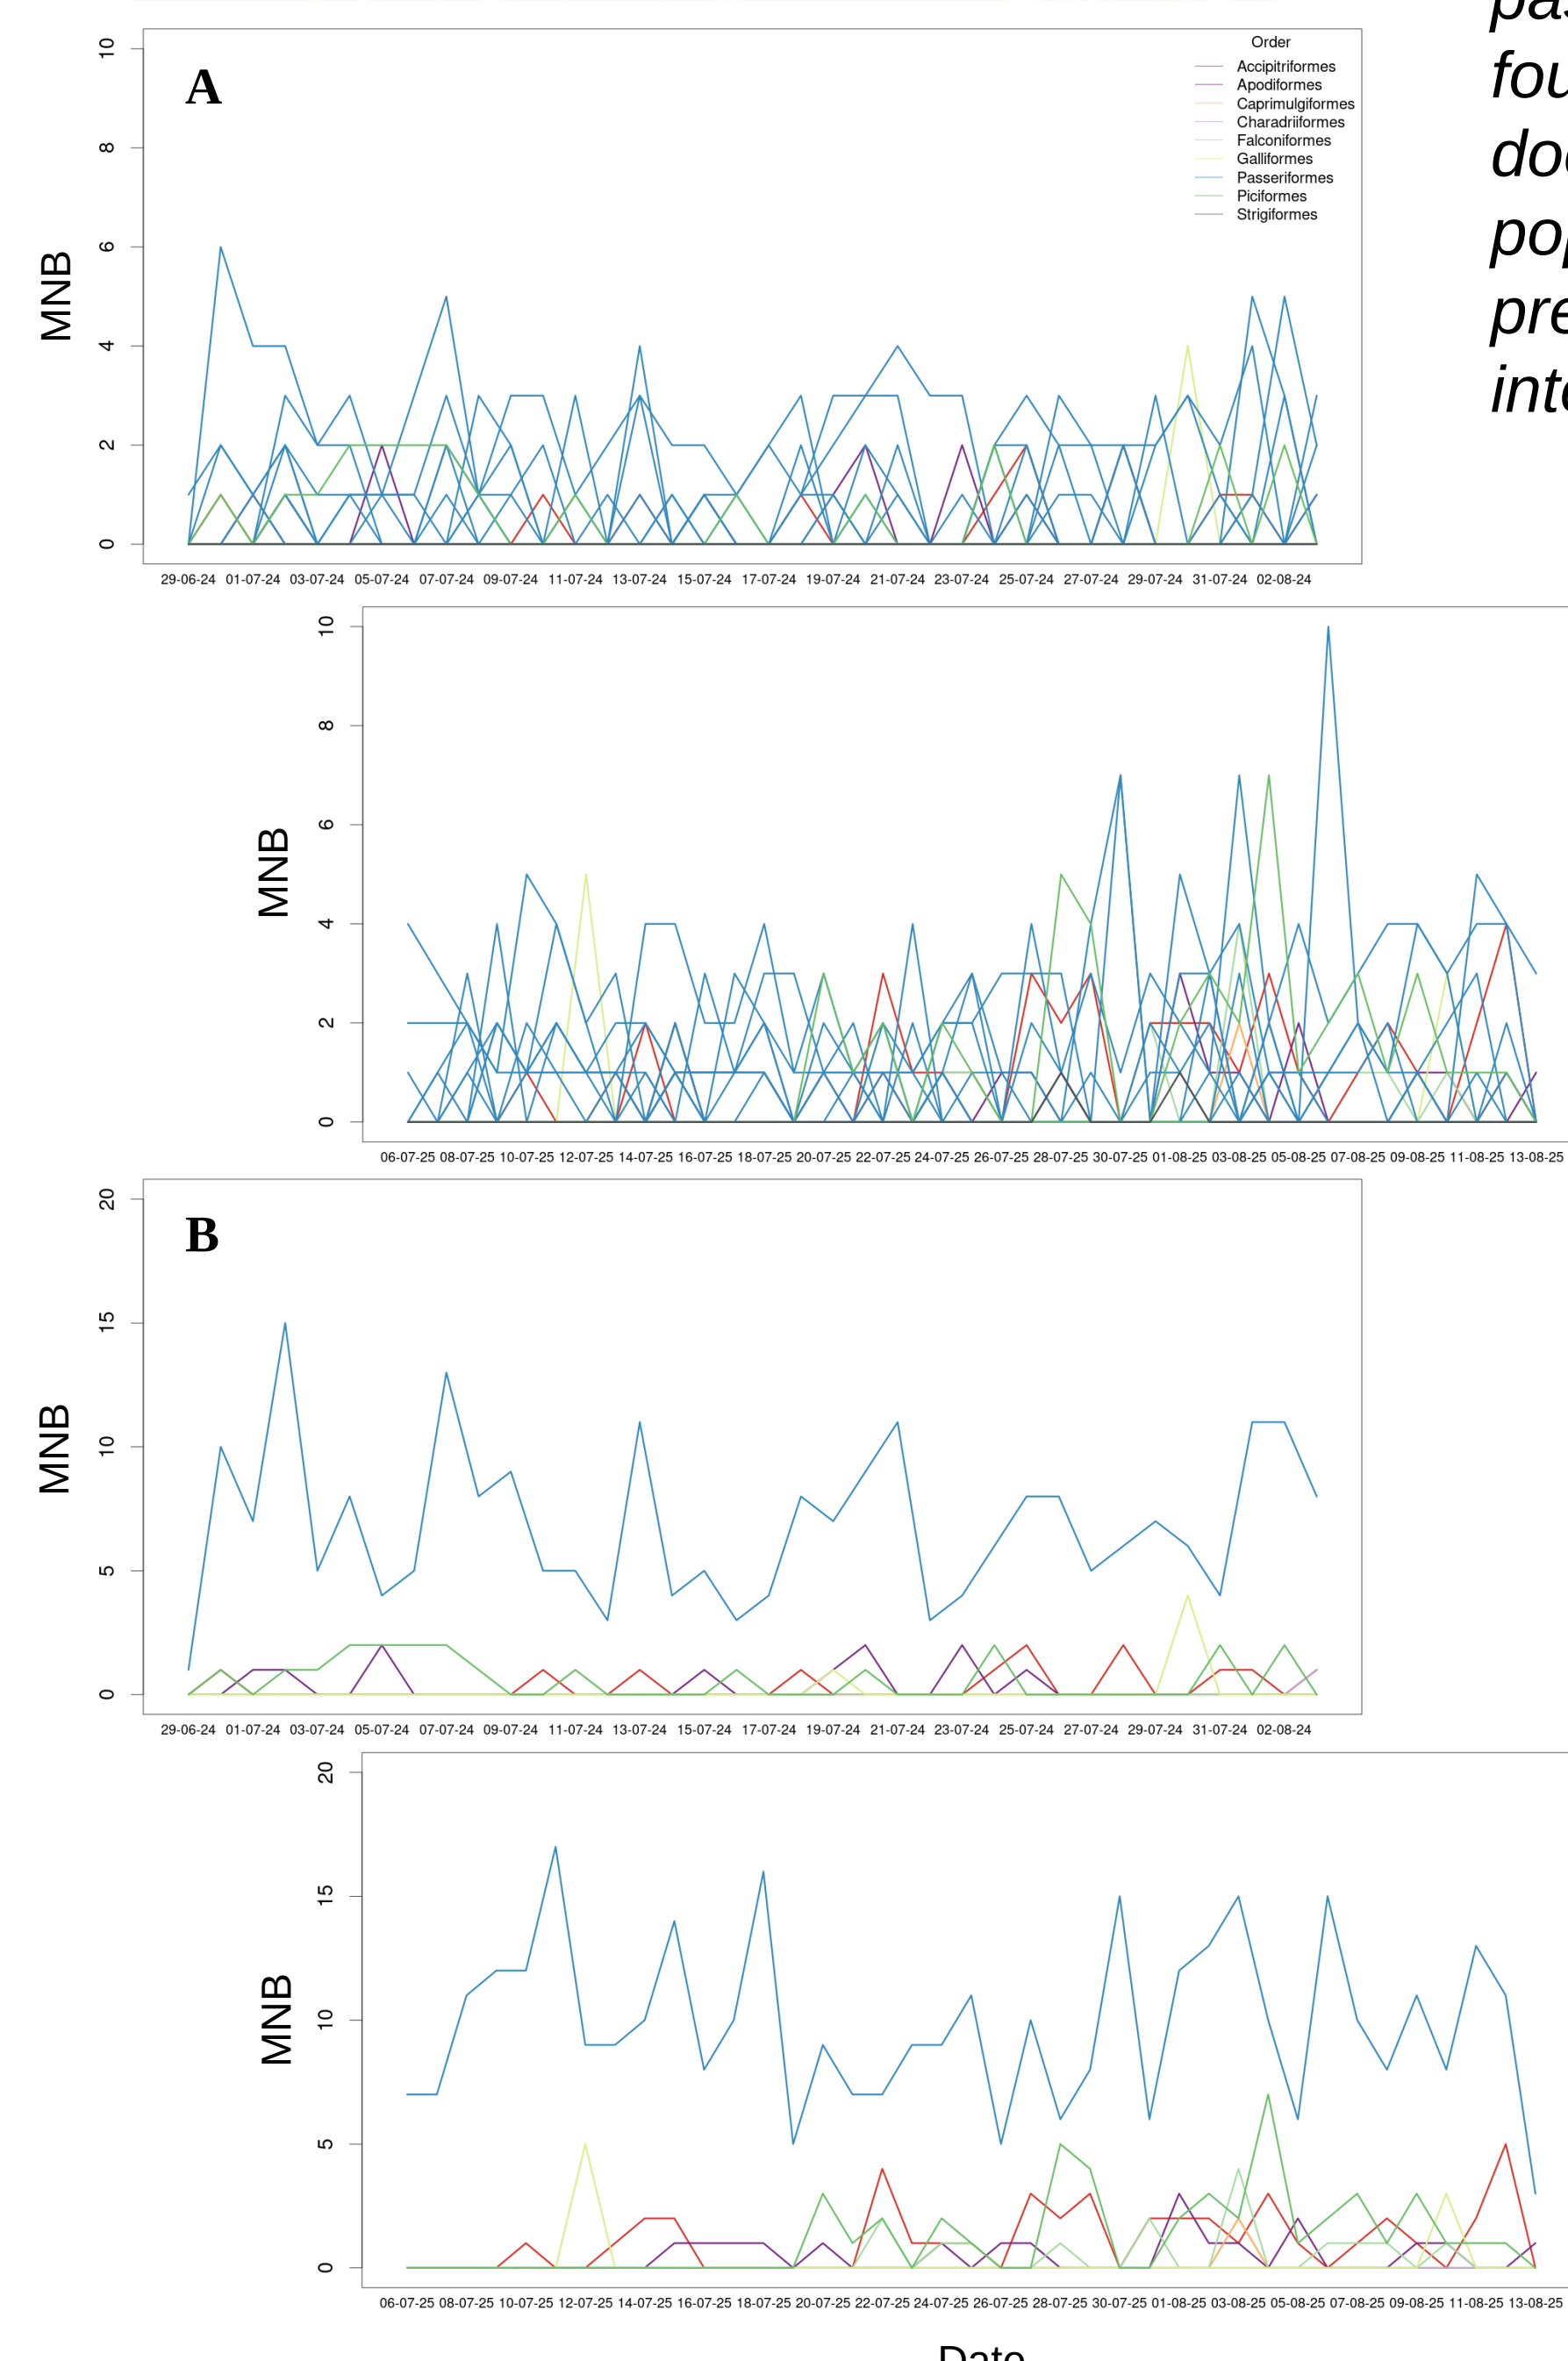 A
Order
Accipitriformes
Apodiformes
Caprimulgiformes
Charadriiformes
Falconiformes
Galliformes
Passeriformes
Piciformes
Strigiformes
MNB
10
8
6
4
2
0
29-06-24 01-07-24 03-07-24 05-07-24 07-07-24 09-07-24 11-07-24 13-07-24 15-07-24 17-07-24 19-07-24 21-07-24 23-07-24 25-07-24 27-07-24 29-07-24 31-07-24 02-08-24
MNB
10
8
6
4
2
0
06-07-25 08-07-25 10-07-25 12-07-25 14-07-25 16-07-25 18-07-25 20-07-25 22-07-25 24-07-25 26-07-25 28-07-25 30-07-25 01-08-25 03-08-25 05-08-25 07-08-25 09-08-25 11-08-25 13-08-25
B
MNB
20
15
10
5
0
29-06-24 01-07-24 03-07-24 05-07-24 07-07-24 09-07-24 11-07-24 13-07-24 15-07-24 17-07-24 19-07-24 21-07-24 23-07-24 25-07-24 27-07-24 29-07-24 31-07-24 02-08-24
MNB
20
15
10
5
0
06-07-25 08-07-25 10-07-25 12-07-25 14-07-25 16-07-25 18-07-25 20-07-25 22-07-25 24-07-25 26-07-25 28-07-25 30-07-25 01-08-25 03-08-25 05-08-25 07-08-25 09-08-25 11-08-25 13-08-25
Date